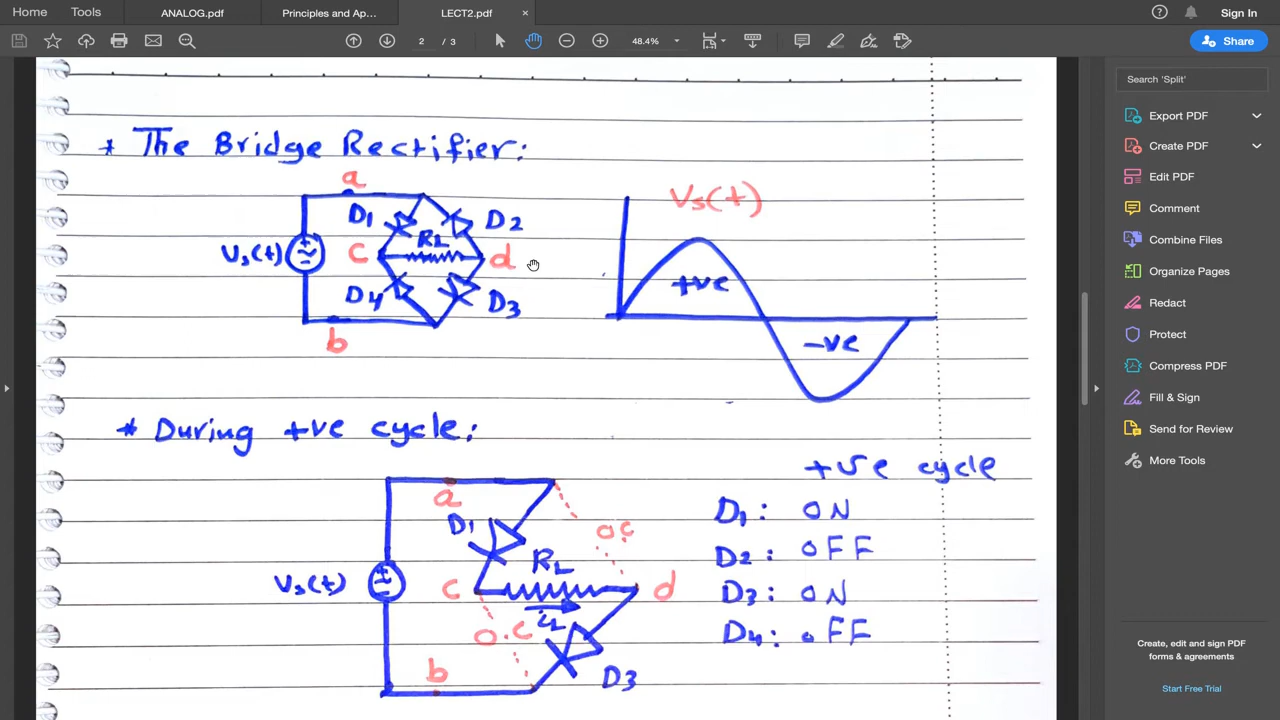 Home Tools ANALOG.pdf Principles and Ap... LECT2.pdf × Sign In
2 / 3 48.4% Share
* The Bridge Rectifier:
a
D1 D2
Vs(t) C RL d
D4 D3
b
Vs(t)
+ve
-ve
* During +ve cycle:
a
D1 o.c
RL
Vs(t) C d
iL
o.c
b
D3
+ve cycle
D1: ON
D2: OFF
D3: ON
D4: OFF
Search 'Split'
Export PDF
Create PDF
Edit PDF
Comment
Combine Files
Organize Pages
Redact
Protect
Compress PDF
Fill & Sign
Send for Review
More Tools
Create, edit and sign PDF
forms & agreements
Start Free Trial